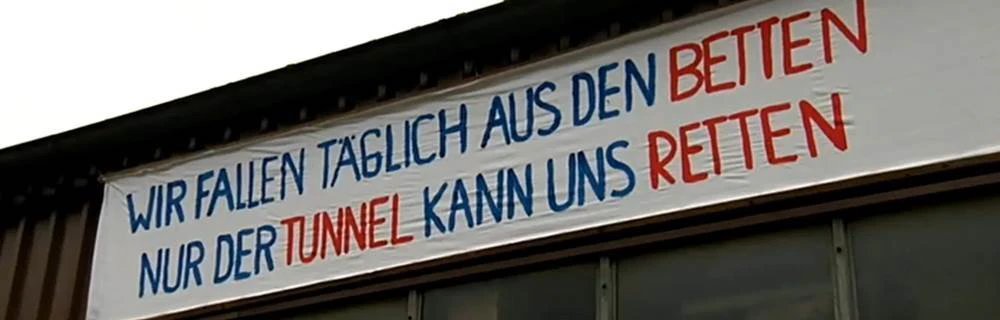 WIR FALLEN TÄGLICH AUS DEN BETTEN
NUR DER TUNNEL KANN UNS RETTEN